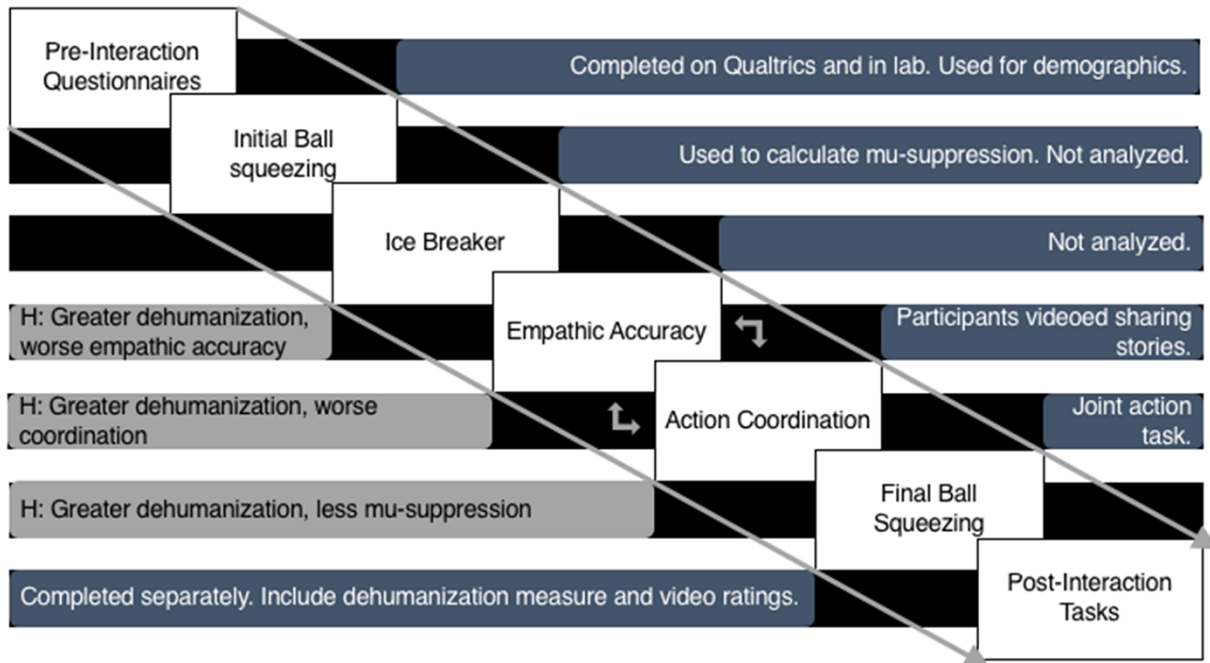 Pre-Interaction
Questionnaires
Completed on Qualtrics and in lab. Used for demographics.
Initial Ball
squeezing
Used to calculate mu-suppression. Not analyzed.
Ice Breaker
Not analyzed.
H: Greater dehumanization,
worse empathic accuracy
Empathic Accuracy
Participants videoed sharing
stories.
H: Greater dehumanization, worse
coordination
Action Coordination
Joint action
task.
H: Greater dehumanization, less mu-suppression
Final Ball
Squeezing
Completed separately. Include dehumanization measure and video ratings.
Post-Interaction
Tasks